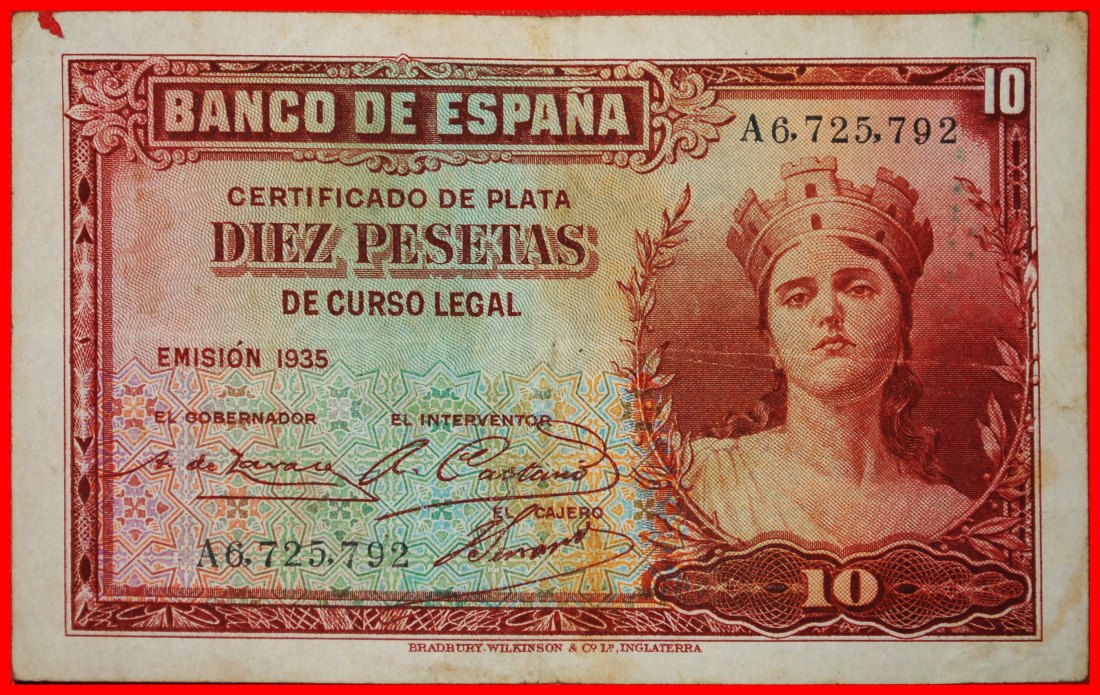 10
BANCO DE ESPAÑA
A6,725,792
CERTIFICADO DE PLATA
DIEZ PESETAS
DE CURSO LEGAL
EMISIÓN 1935
EL GOBERNADOR EL INTERVENTOR
EL CAJERO
A6,725,792
10
BRADBURY, WILKINSON & Cº Lᴰ, INGLATERRA